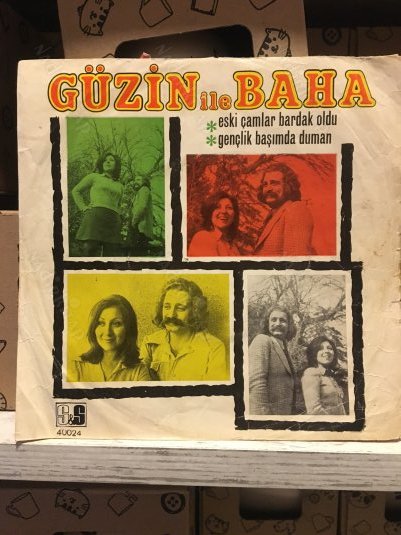 GÜZİN ile BAHA
* eski çamlar bardak oldu
* gençlik başımda duman
S&S
40024